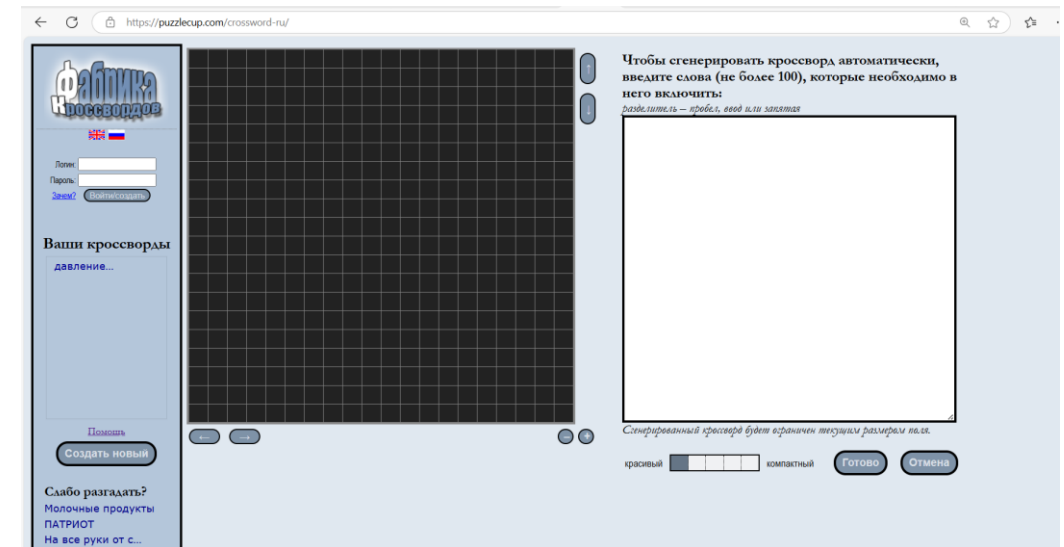 https://puzzlecup.com/crossword-ru/
Фабрика
Кроссвордов
Логин:
Пароль:
Зачем?
Войти/создать
Ваши кроссворды
давление...
Помощь
Создать новый
Слабо разгадать?
Молочные продукты
ПАТРИОТ
На все руки от с...
↑
↓
←
→
−
+
Чтобы сгенерировать кроссворд автоматически,
введите слова (не более 100), которые необходимо в
него включить:
разделитель – пробел, ввод или запятая
Сгенерированный кроссворд будет ограничен текущим размером поля.
красивый
компактный
Готово
Отмена